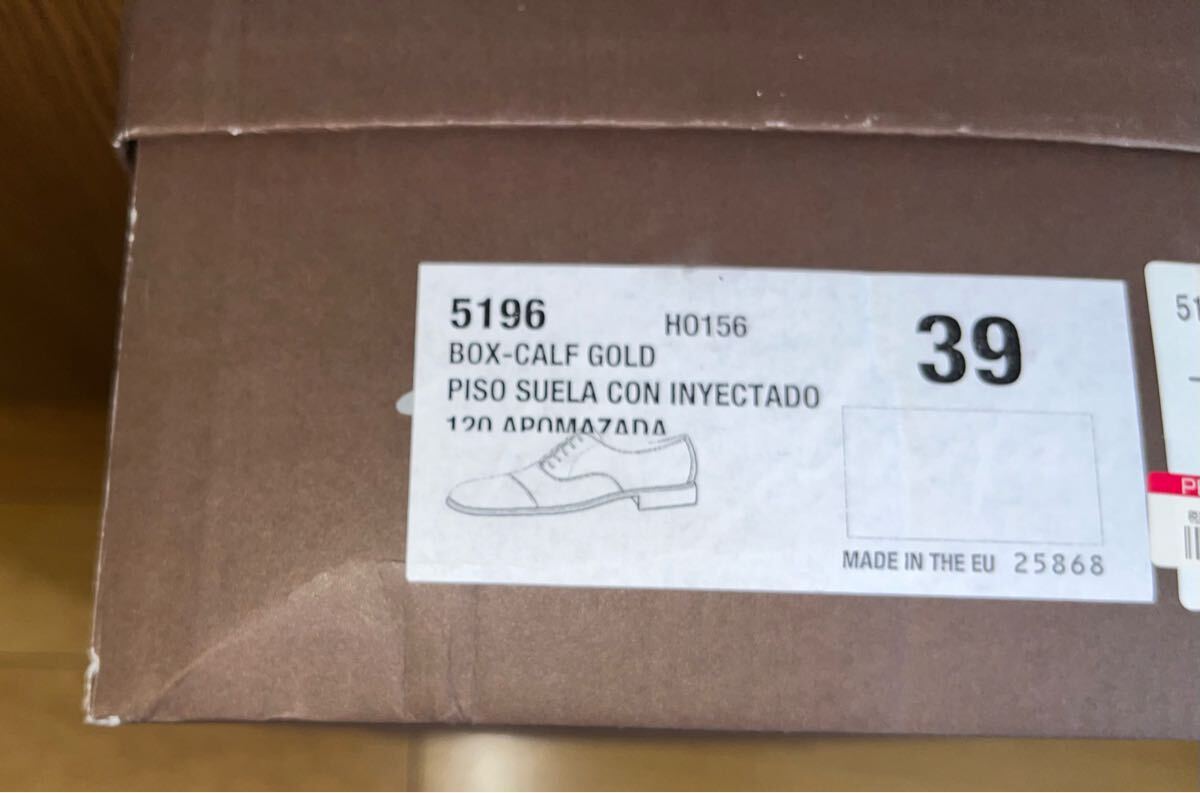 5196 HO156
BOX-CALF GOLD
PISO SUELA CON INYECTADO
120 APOMAZADA
39
MADE IN THE EU 25868